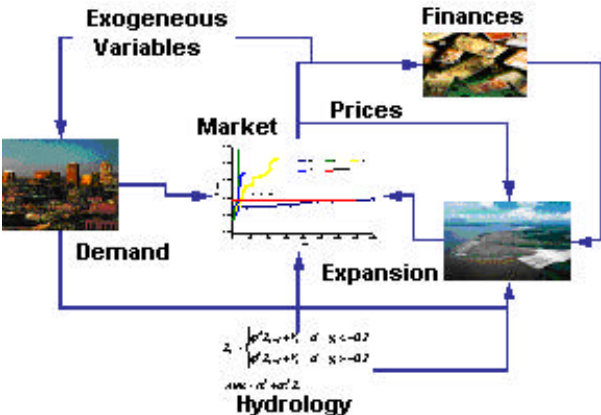 Exogeneous
Variables
Finances
Prices
Market
Demand
Expansion
Hydrology